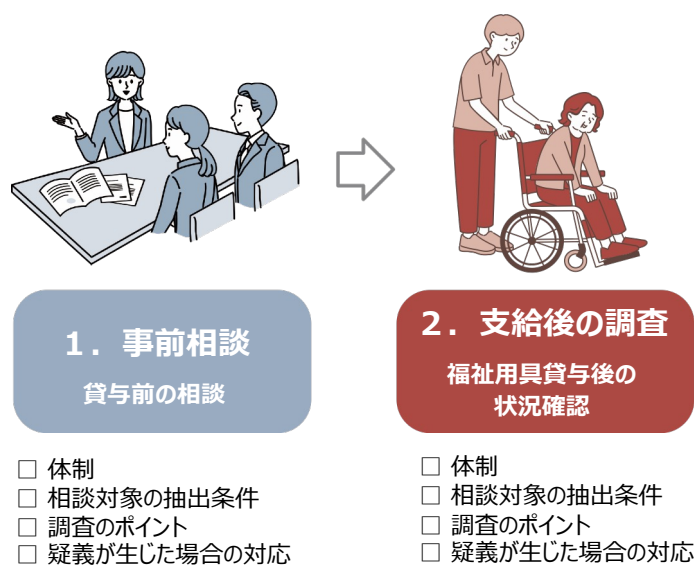 1．事前相談
貸与前の相談
□ 体制
□ 相談対象の抽出条件
□ 調査のポイント
□ 疑義が生じた場合の対応
2．支給後の調査
福祉用具貸与後の
状況確認
□ 体制
□ 相談対象の抽出条件
□ 調査のポイント
□ 疑義が生じた場合の対応